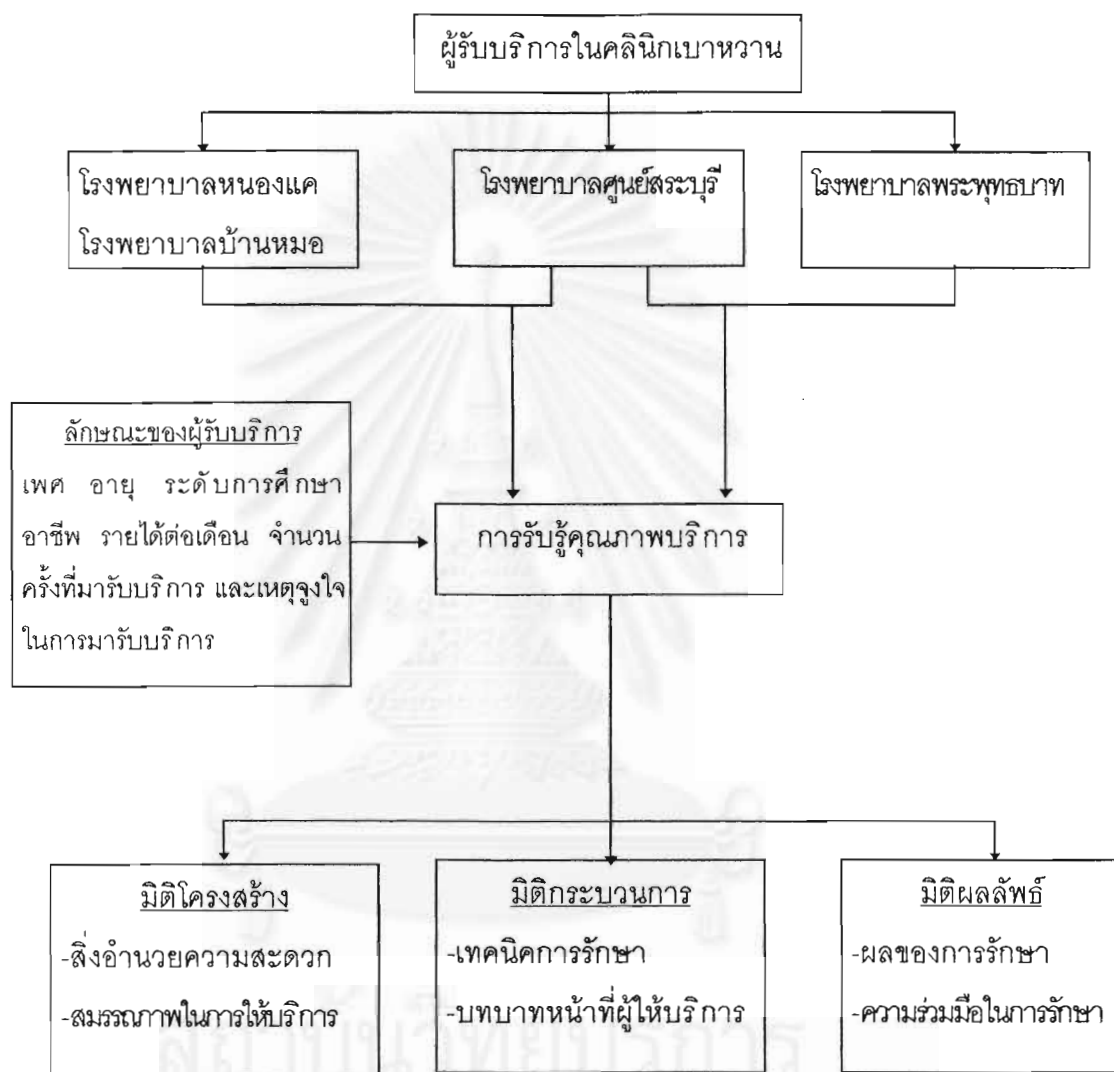 ผู้รับบริการในคลินิกเบาหวาน
โรงพยาบาลหนองแค
โรงพยาบาลบ้านหมอ
โรงพยาบาลศูนย์สระบุรี
โรงพยาบาลพระพุทธบาท
ลักษณะของผู้รับบริการ
เพศ อายุ ระดับการศึกษา
อาชีพ รายได้ต่อเดือน จำนวน
ครั้งที่มารับบริการ และเหตุจูงใจ
ในการมารับบริการ
การรับรู้คุณภาพบริการ
มิติโครงสร้าง
-สิ่งอำนวยความสะดวก
-สมรรณภาพในการให้บริการ
มิติกระบวนการ
-เทคนิคการรักษา
-บทบาทหน้าที่ผู้ให้บริการ
มิติผลลัพธ์
-ผลของการรักษา
-ความร่วมมือในการรักษา
สถาบันวิทยบริการ